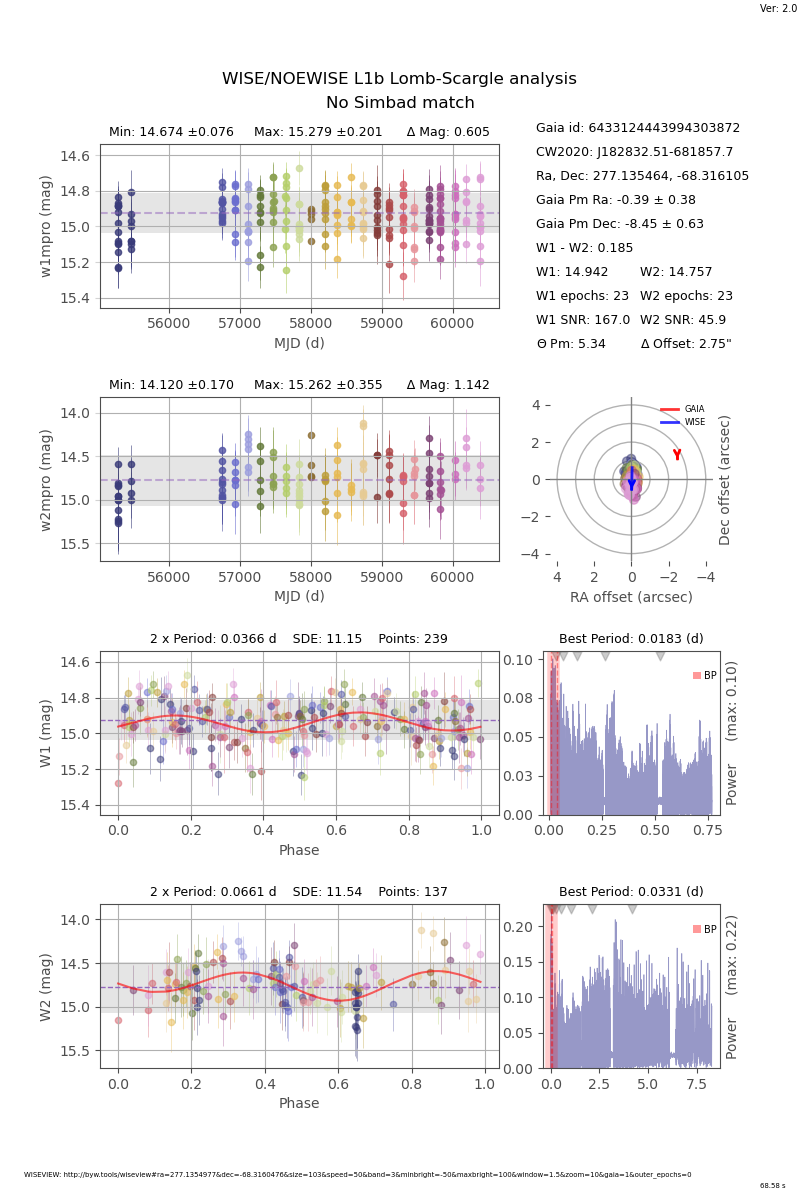 Ver: 2.0
WISE/NOEWISE L1b Lomb-Scargle analysis
No Simbad match
Min: 14.674 ±0.076 Max: 15.279 ±0.201 Δ Mag: 0.605
14.6
14.8
15.0
15.2
15.4
w1mpro (mag)
56000 57000 58000 59000 60000
MJD (d)
Gaia id: 6433124443994303872
CW2020: J182832.51-681857.7
Ra, Dec: 277.135464, -68.316105
Gaia Pm Ra: -0.39 ± 0.38
Gaia Pm Dec: -8.45 ± 0.63
W1 - W2: 0.185
W1: 14.942 W2: 14.757
W1 epochs: 23 W2 epochs: 23
W1 SNR: 167.0 W2 SNR: 45.9
Θ Pm: 5.34 Δ Offset: 2.75"
Min: 14.120 ±0.170 Max: 15.262 ±0.355 Δ Mag: 1.142
14.0
14.5
15.0
15.5
w2mpro (mag)
56000 57000 58000 59000 60000
MJD (d)
GAIA
WISE
4
2
0
−2
−4
4 2 0 −2 −4
RA offset (arcsec)
Dec offset (arcsec)
2 x Period: 0.0366 d SDE: 11.15 Points: 239
14.6
14.8
15.0
15.2
15.4
W1 (mag)
0.0 0.2 0.4 0.6 0.8 1.0
Phase
Best Period: 0.0183 (d)
BP
0.10
0.08
0.05
0.03
0.00
0.00 0.25 0.50 0.75
Power (max: 0.10)
2 x Period: 0.0661 d SDE: 11.54 Points: 137
14.0
14.5
15.0
15.5
W2 (mag)
0.0 0.2 0.4 0.6 0.8 1.0
Phase
Best Period: 0.0331 (d)
BP
0.20
0.15
0.10
0.05
0.00
0.0 2.5 5.0 7.5
Power (max: 0.22)
WISEVIEW: http://byw.tools/wiseview#ra=277.1354977&dec=-68.3160476&size=103&speed=50&band=3&minbright=-50&maxbright=100&window=1.5&zoom=10&gaia=1&outer_epochs=0
68.58 s